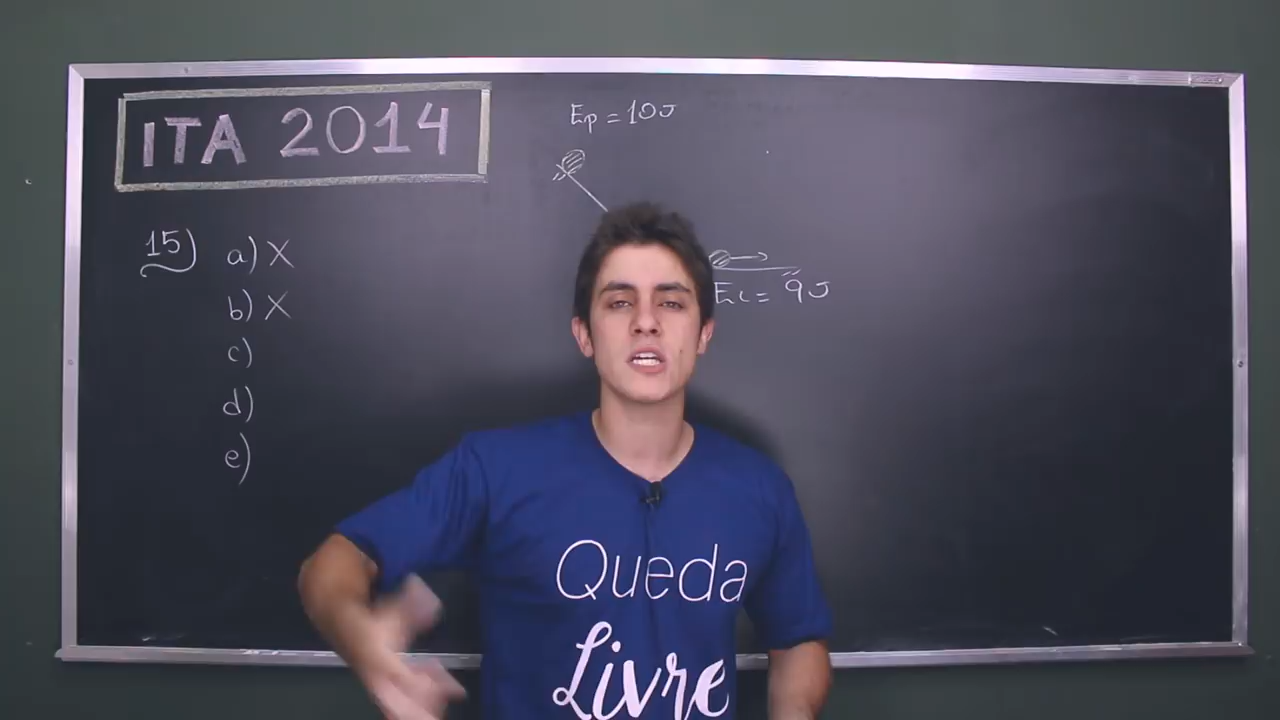 ITA 2014
Ep = 10J
15) a) X
b) X
c)
d)
e)
Ec = 9J
Queda
Livre